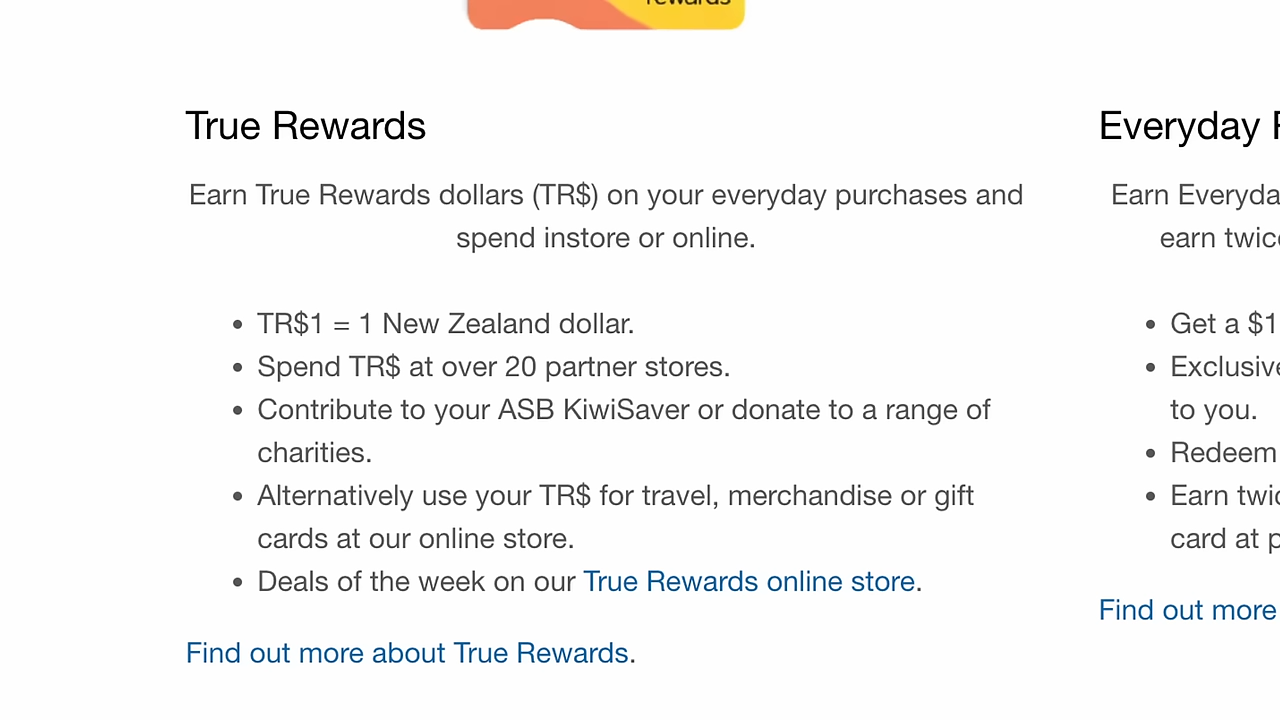 rewards
True Rewards
Earn True Rewards dollars (TR$) on your everyday purchases and
spend instore or online.
• TR$1 = 1 New Zealand dollar.
• Spend TR$ at over 20 partner stores.
• Contribute to your ASB KiwiSaver or donate to a range of
charities.
• Alternatively use your TR$ for travel, merchandise or gift
cards at our online store.
• Deals of the week on our True Rewards online store.
Find out more about True Rewards.
Everyday
Earn
earn
• Get a $1
•
to you.
• Redeem
• Earn
card at
Find out more